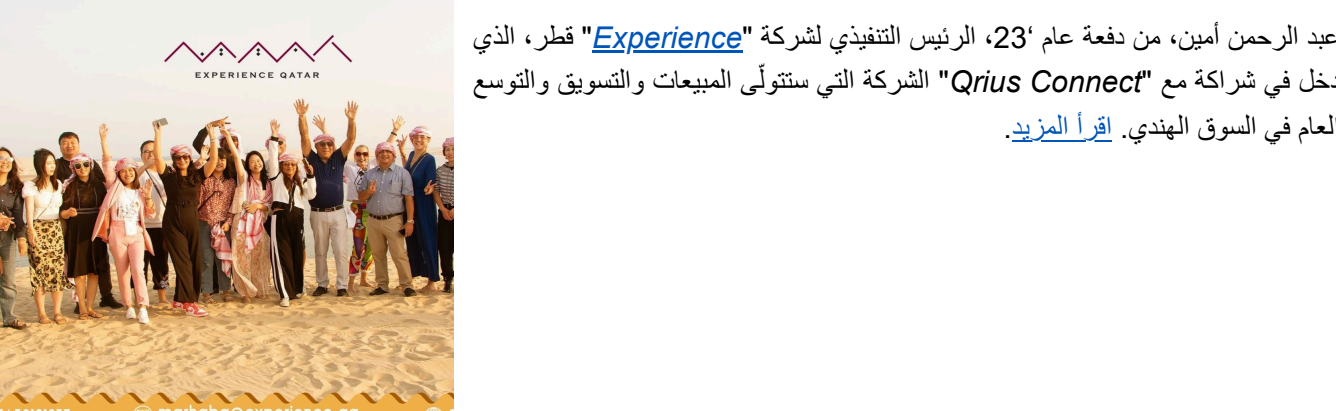 EXPERIENCE QATAR
عبد الرحمن أمين، من دفعة عام ‘23، الرئيس التنفيذي لشركة "Experience" قطر، الذي
دخل في شراكة مع "Qrius Connect" الشركة التي ستتولّى المبيعات والتسويق والتوسع
العام في السوق الهندي. اقرأ المزيد.